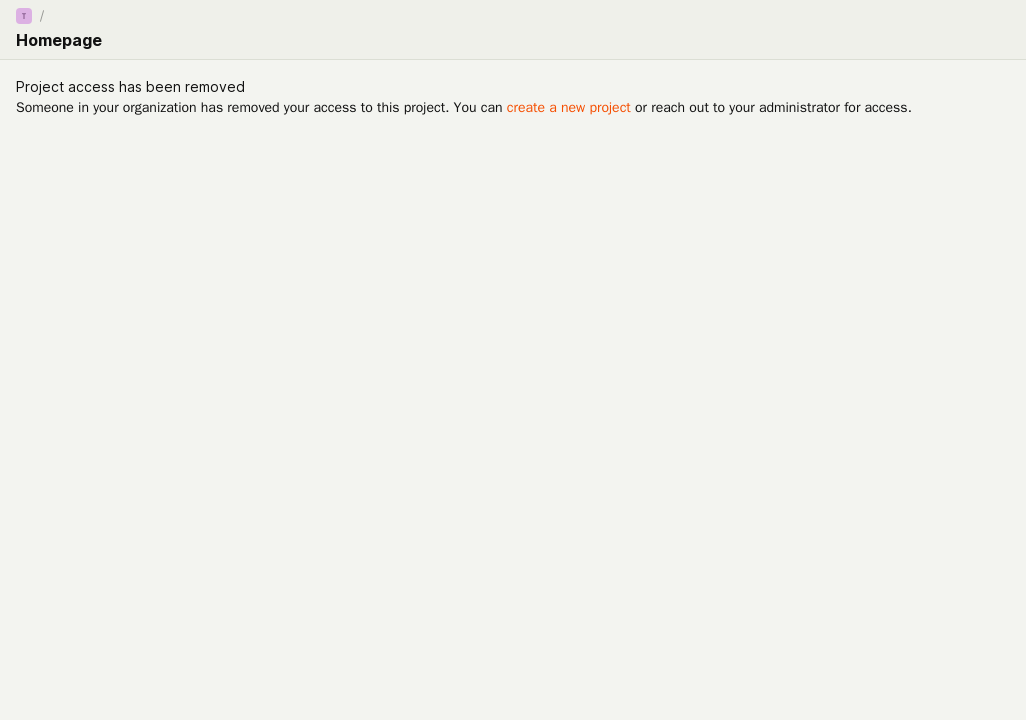 T /
Homepage
Project access has been removed
Someone in your organization has removed your access to this project. You can create a new project or reach out to your administrator for access.